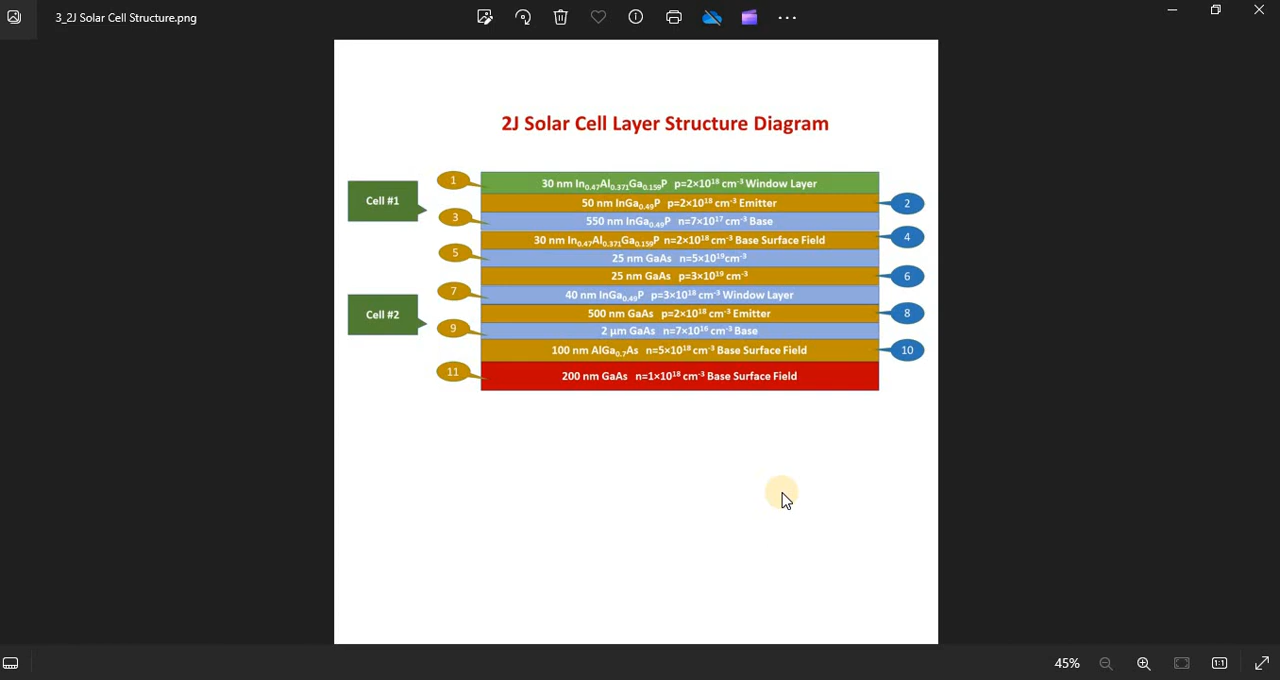 3_2J Solar Cell Structure.png
2J Solar Cell Layer Structure Diagram
1
30 nm In₀.₄₇Al₀.₃₇₁Ga₀.₁₅₉P p=2×10¹⁸ cm⁻³ Window Layer
Cell #1
50 nm InGa₀.₄₉P p=2×10¹⁸ cm⁻³ Emitter
2
3
550 nm InGa₀.₄₉P n=7×10¹⁷ cm⁻³ Base
30 nm In₀.₄₇Al₀.₃₇₁Ga₀.₁₅₉P n=2×10¹⁸ cm⁻³ Base Surface Field
4
5
25 nm GaAs n=5×10¹⁹cm⁻³
25 nm GaAs p=3×10¹⁹ cm⁻³
6
7
40 nm InGa₀.₄₉P p=3×10¹⁸ cm⁻³ Window Layer
Cell #2
500 nm GaAs p=2×10¹⁸ cm⁻³ Emitter
8
9
2 µm GaAs n=7×10¹⁶ cm⁻³ Base
100 nm AlGa₀.₇As n=5×10¹⁸ cm⁻³ Base Surface Field
10
11
200 nm GaAs n=1×10¹⁸ cm⁻³ Base Surface Field
45%
1:1